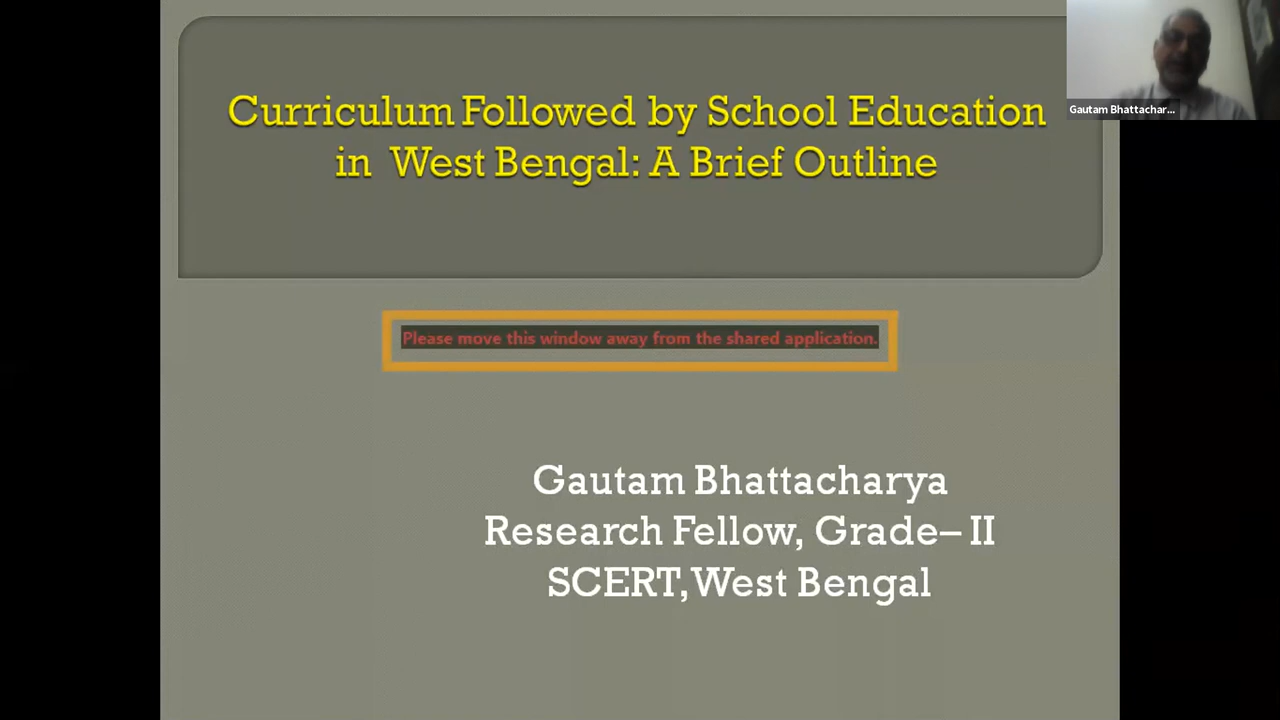 Curriculum Followed by School Education
in West Bengal: A Brief Outline
Gautam Bhattachar...
Please move this window away from the shared application.
Gautam Bhattacharya
Research Fellow, Grade– II
SCERT,West Bengal